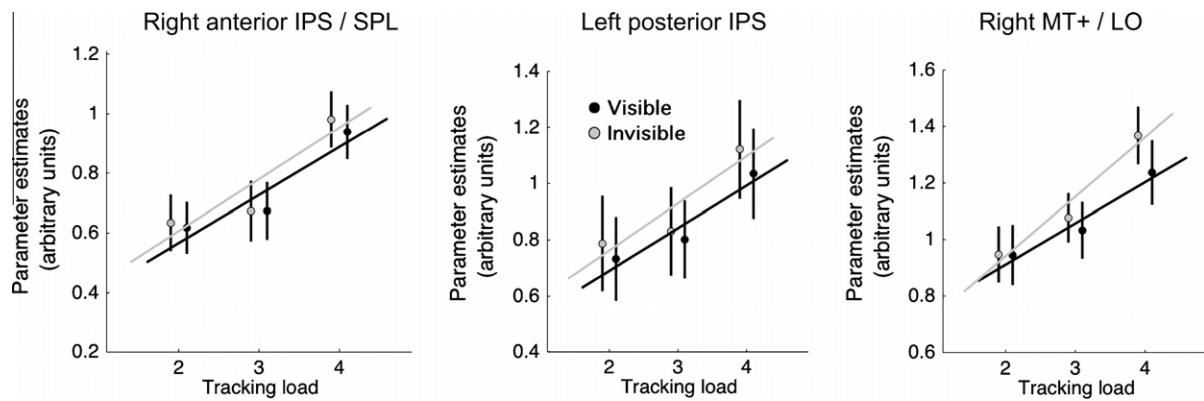 Right anterior IPS / SPL
Parameter estimates
(arbitrary units)
1.2
1
0.8
0.6
0.4
0.2
2 3 4
Tracking load
Left posterior IPS
Parameter estimates
(arbitrary units)
1.4
1.2
1
0.8
0.6
0.4
Visible
Invisible
2 3 4
Tracking load
Right MT+ / LO
Parameter estimates
(arbitrary units)
1.6
1.4
1.2
1
0.8
0.6
2 3 4
Tracking load